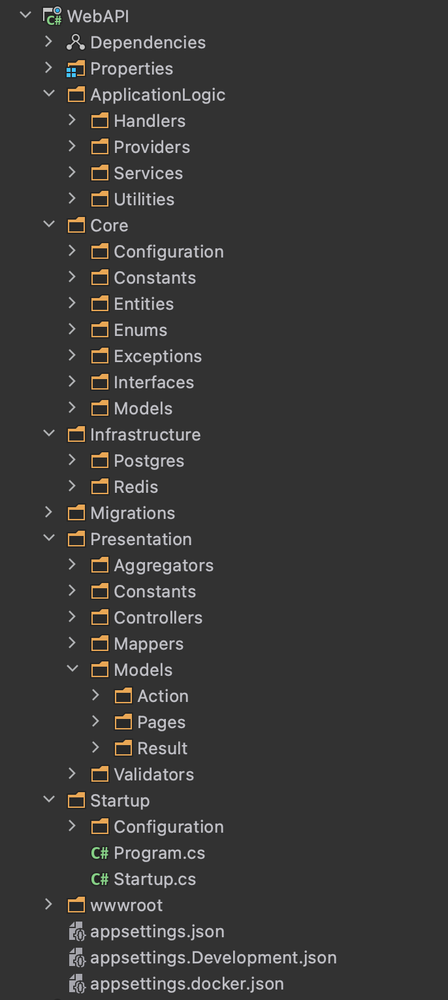 WebAPI
Dependencies
Properties
ApplicationLogic
Handlers
Providers
Services
Utilities
Core
Configuration
Constants
Entities
Enums
Exceptions
Interfaces
Models
Infrastructure
Postgres
Redis
Migrations
Presentation
Aggregators
Constants
Controllers
Mappers
Models
Action
Pages
Result
Validators
Startup
Configuration
C# Program.cs
C# Startup.cs
wwwroot
appsettings.json
appsettings.Development.json
appsettings.docker.json